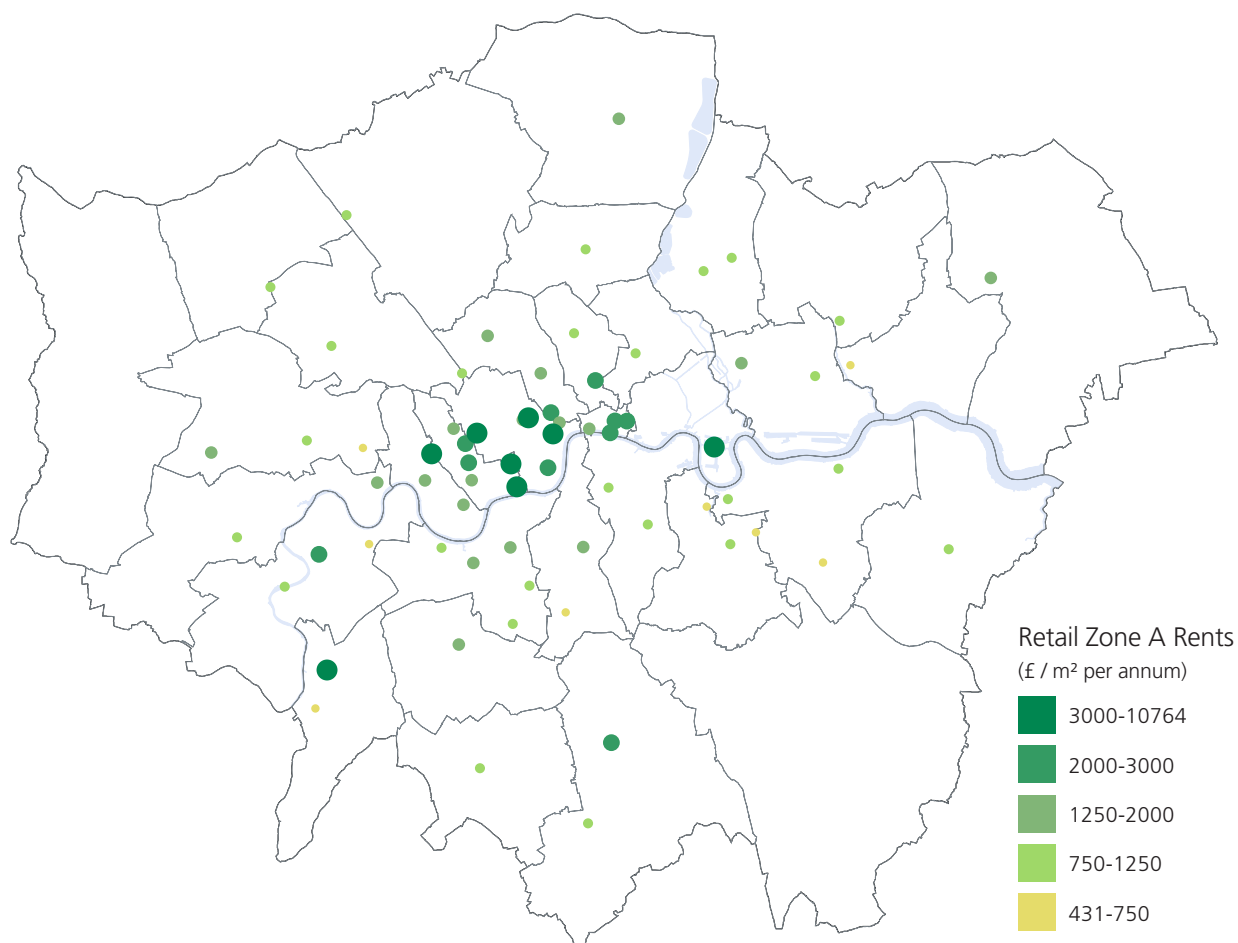 Retail Zone A Rents
(£ / m² per annum)
3000-10764
2000-3000
1250-2000
750-1250
431-750